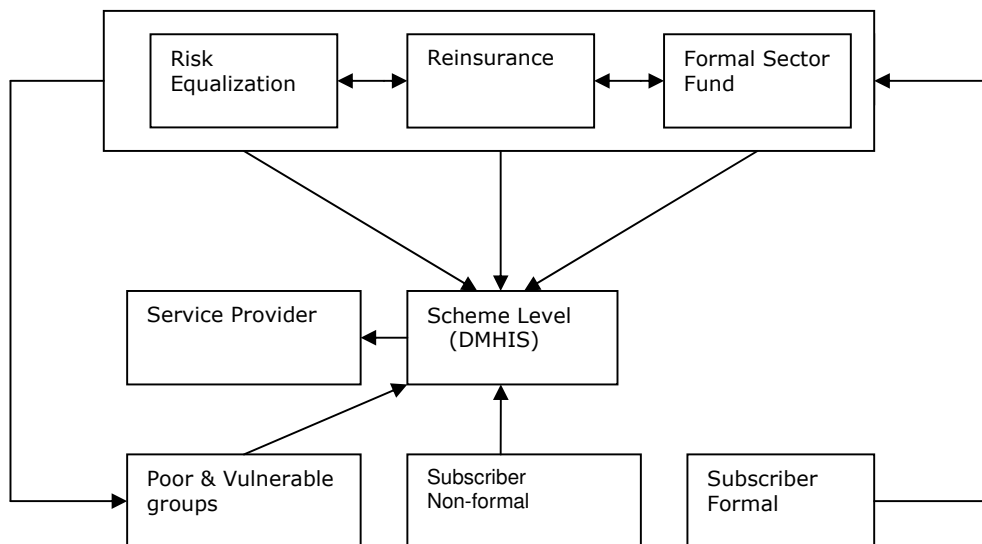 Risk
Equalization
Reinsurance
Formal Sector
Fund
Service Provider
Scheme Level
(DMHIS)
Poor & Vulnerable
groups
Subscriber
Non-formal
Subscriber
Formal